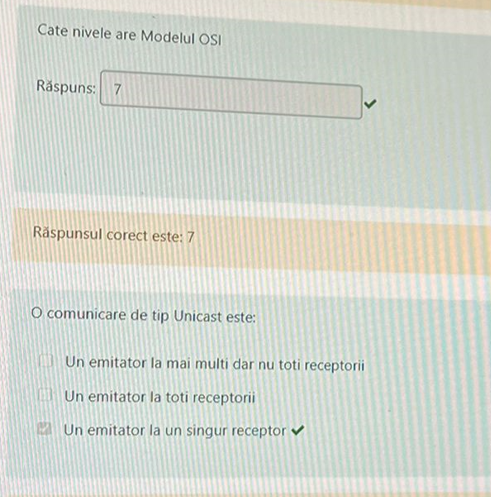 Cate nivele are Modelul OSI
Răspuns: 7
Răspunsul corect este: 7
O comunicare de tip Unicast este:
Un emitator la mai multi dar nu toti receptorii
Un emitator la toti receptorii
Un emitator la un singur receptor